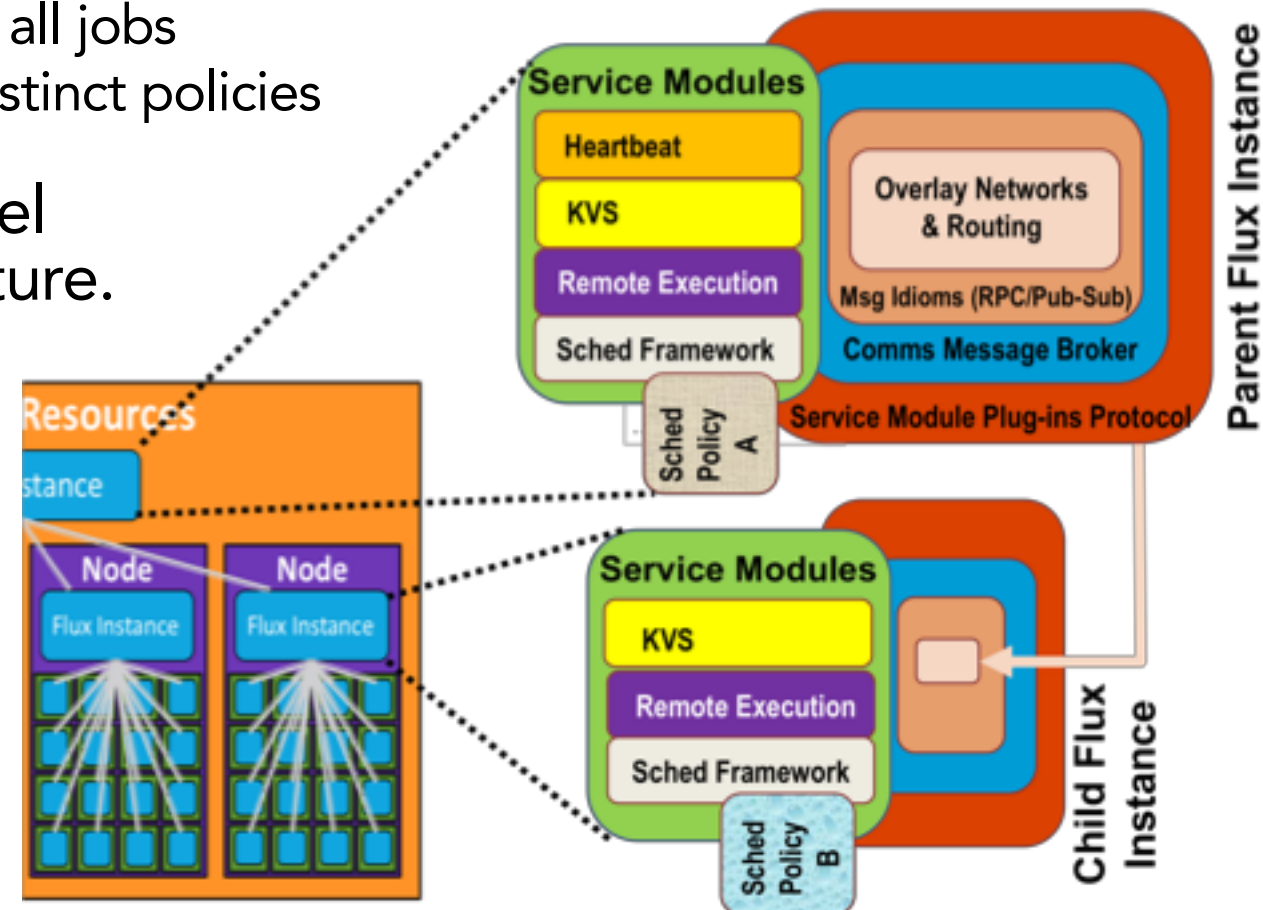 all jobs
stinct policies
el
ture.
Resources
stance
Node
Node
Flux Instance
Flux Instance
Service Modules
Heartbeat
KVS
Remote Execution
Sched Framework
Sched
Policy
A
Overlay Networks
& Routing
Msg Idioms (RPC/Pub-Sub)
Comms Message Broker
Service Module Plug-ins Protocol
Parent Flux Instance
Service Modules
KVS
Remote Execution
Sched Framework
Sched
Policy
B
Child Flux
Instance